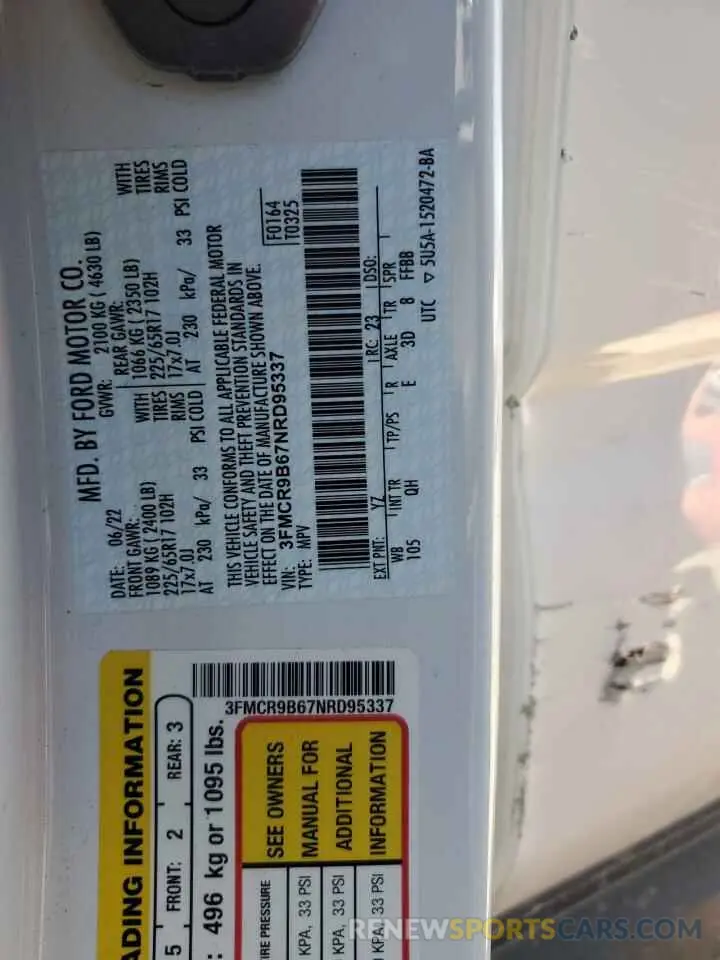 MFD. BY FORD MOTOR CO.
DATE: 06/22 GVWR: 2100 KG ( 4630 LB)
FRONT GAWR: REAR GAWR:
1089 KG ( 2400 LB) WITH 1066 KG ( 2350 LB) WITH
225/65R17 102H TIRES 225/65R17 102H TIRES
17x7.0J RIMS 17x7.0J RIMS
AT 230 kPa/ 33 PSI COLD AT 230 kPa/ 33 PSI COLD
THIS VEHICLE CONFORMS TO ALL APPLICABLE FEDERAL MOTOR
VEHICLE SAFETY AND THEFT PREVENTION STANDARDS IN
EFFECT ON THE DATE OF MANUFACTURE SHOWN ABOVE.
VIN: 3FMCR9B67NRD95337 F0T64
TYPE: MPV T0325
EXT PNT: YZ RC: 23 DSO:
WB INT TR TP/PS R AXLE TR SPR
105 QH E 3D 8 FFBB
UTC ▽ 5U5A-1520472-BA
ADING INFORMATION
5 FRONT: 2 REAR: 3
: 496 kg or 1095 lbs.
3FMCR9B67NRD95337
IRE PRESSURE
KPA, 33 PSI
KPA, 33 PSI
KPA, 33 PSI
SEE OWNERS
MANUAL FOR
ADDITIONAL
INFORMATION
RENEWSPORTSCARS.COM